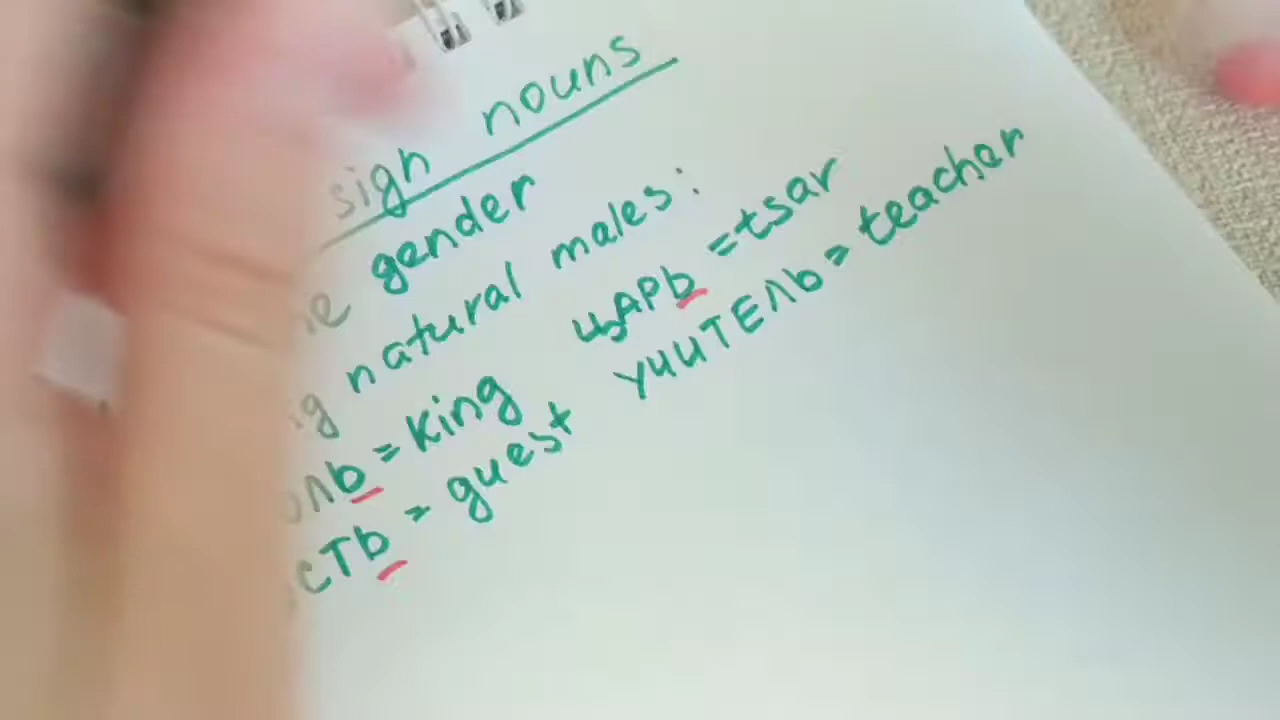 sign nouns
gender
natural males:
= King цАРЬ = tsar
= guest УЧИТЕЛЬ = teacher